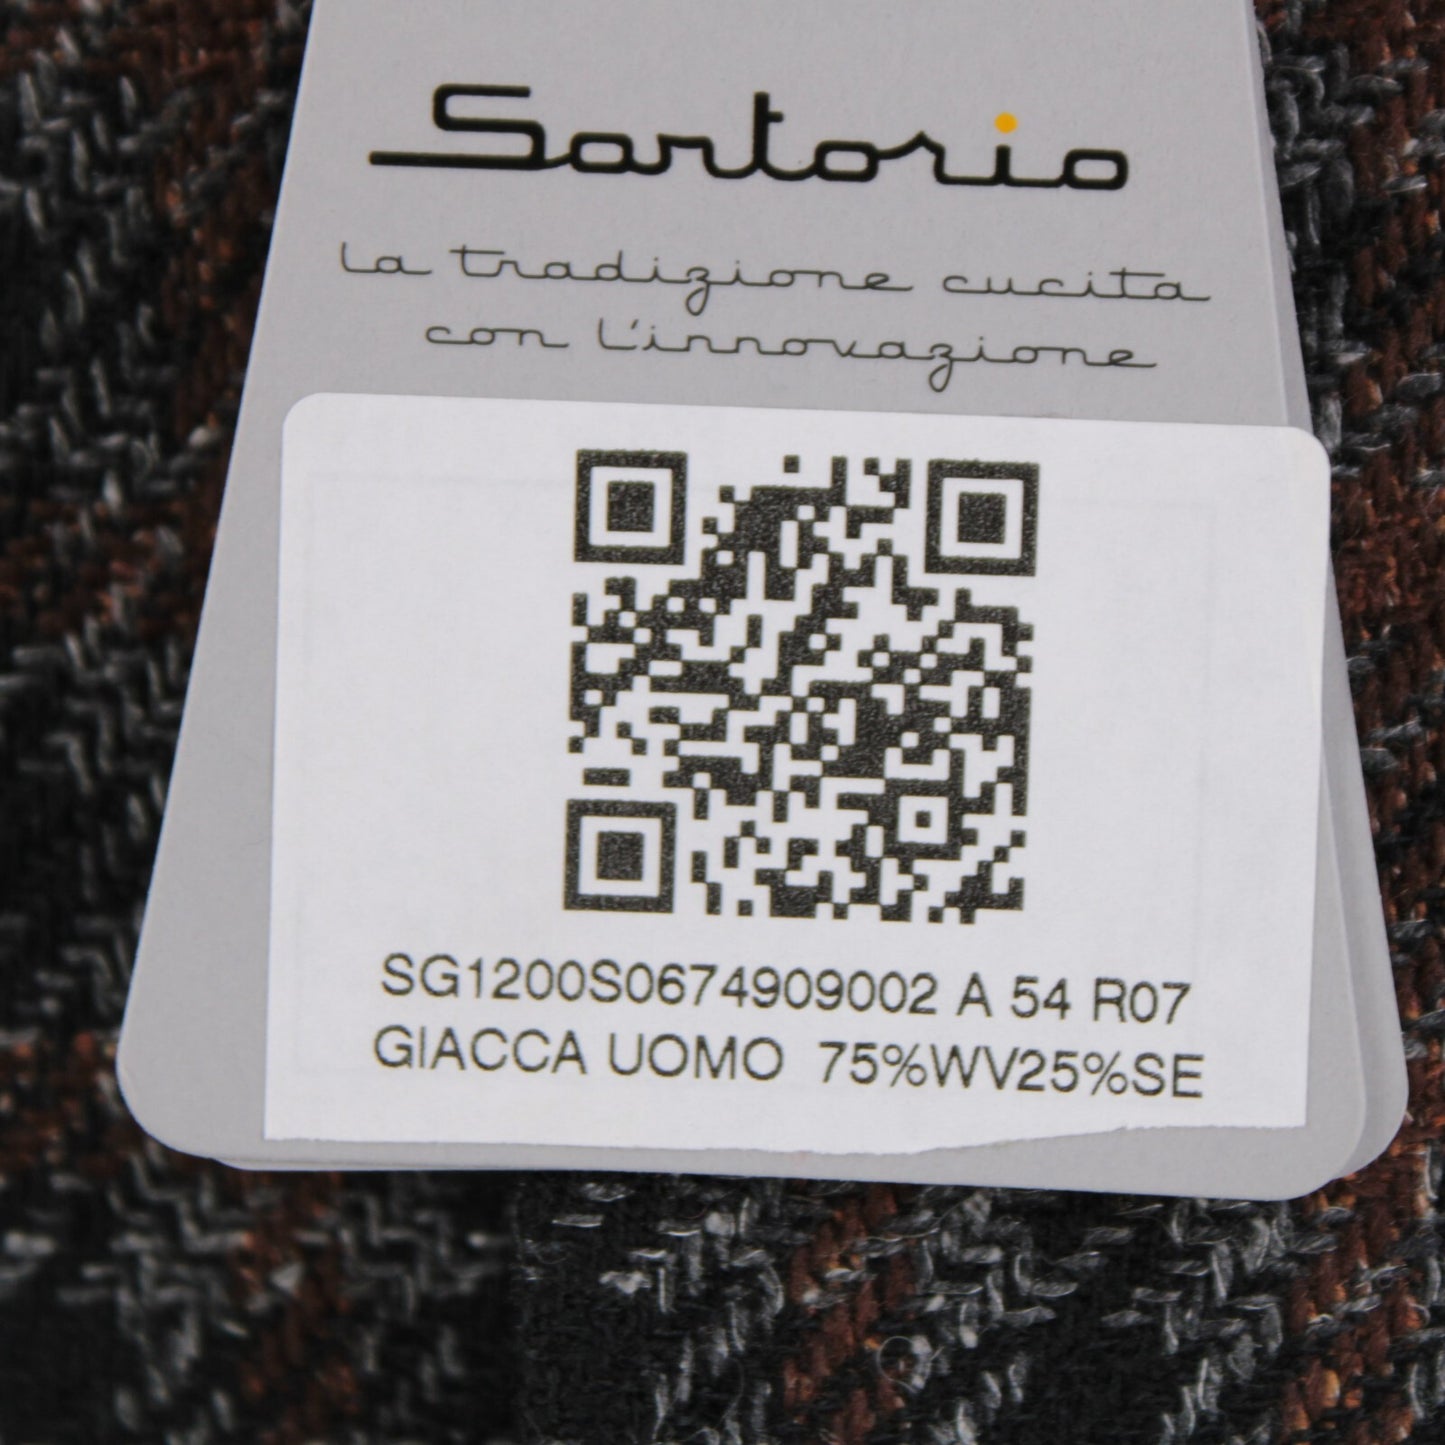 Sartorio
la tradizione cucita
con l'innovazione
SG1200S0674909002 A 54 R07
GIACCA UOMO 75%WV25%SE